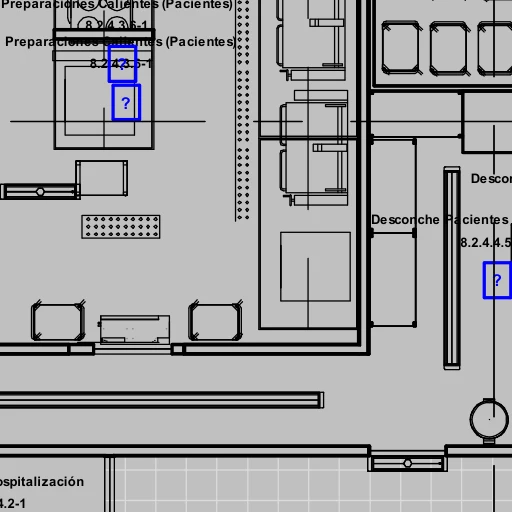 Preparaciones Calientes (Pacientes)
8.2.4.3.6-1
Preparaciones Calientes (Pacientes)
8.2.4.3.6-1
?
?
Descon
Desconche Pacientes
8.2.4.4.5
?
ospitalización
4.2-1